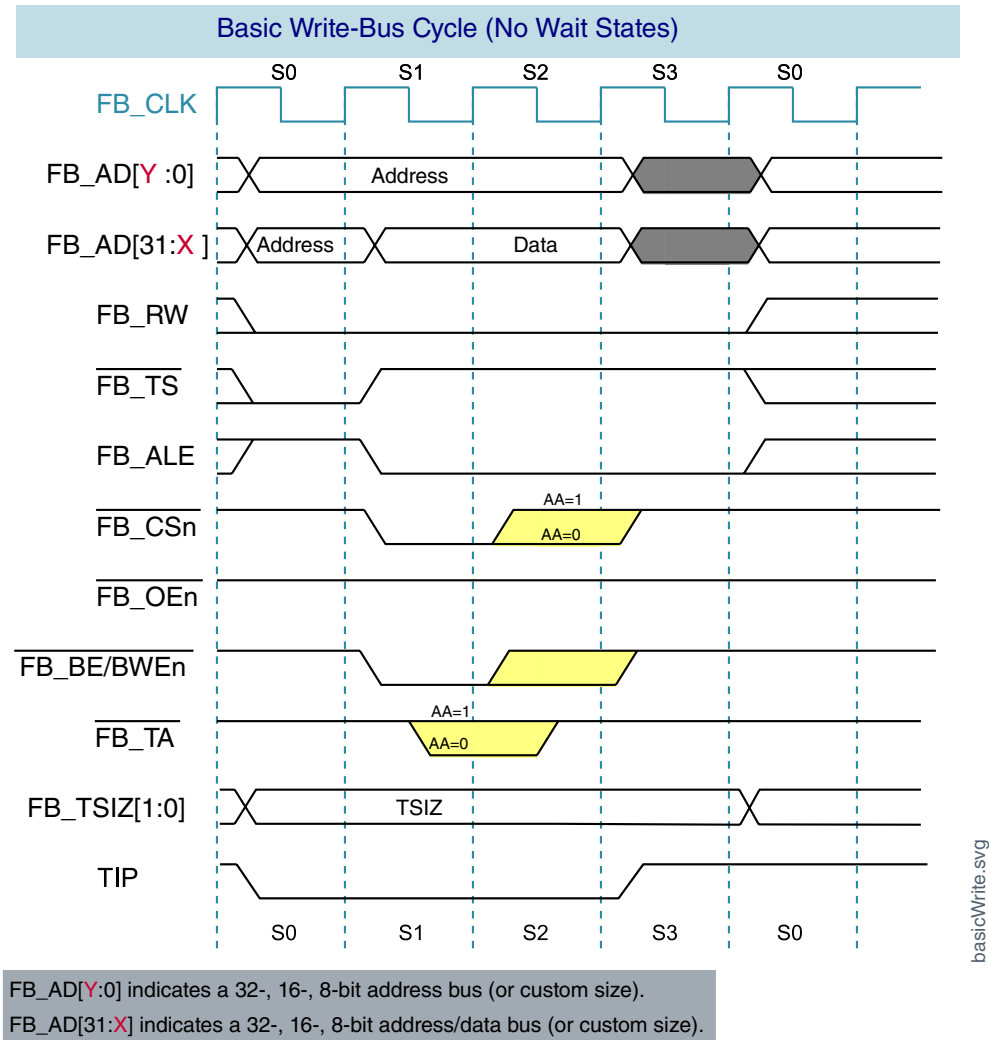 Basic Write-Bus Cycle (No Wait States)
S0 S1 S2 S3 S0
FB_CLK
FB_AD[Y :0] Address
FB_AD[31:X ] Address Data
FB_RW
FB_TS
FB_ALE
AA=1
FB_CSn AA=0
FB_OEn
FB_BE/BWEn
AA=1
FB_TA AA=0
FB_TSIZ[1:0] TSIZ
TIP
S0 S1 S2 S3 S0
basicWrite.svg
FB_AD[Y:0] indicates a 32-, 16-, 8-bit address bus (or custom size).
FB_AD[31:X] indicates a 32-, 16-, 8-bit address/data bus (or custom size).